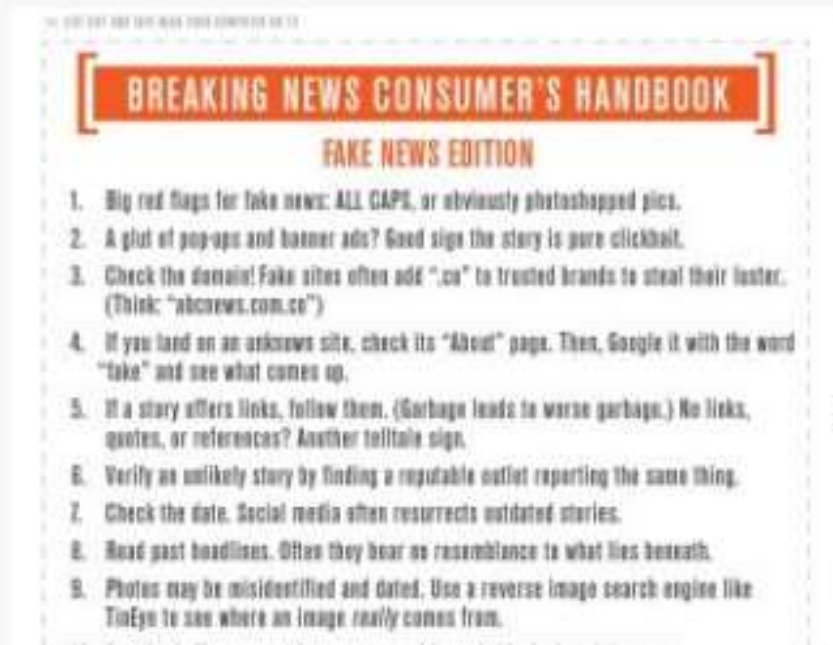 BREAKING NEWS CONSUMER'S HANDBOOK
FAKE NEWS EDITION
1. Big red flags for fake news: ALL CAPS, or obviously photoshopped pics.
2. A glut of pop-ups and banner ads? Good sign the story is pure clickbait.
3. Check the domain! Fake sites often add ".co" to trusted brands to steal their luster.
(Think: "abcnews.com.co")
4. If you land on an unknown site, check its "About" page. Then, Google it with the word
"fake" and see what comes up.
5. If a story offers links, follow them. (Garbage leads to worse garbage.) No links,
quotes, or references? Another telltale sign.
6. Verify an unlikely story by finding a reputable outlet reporting the same thing.
7. Check the date. Social media often resurrects outdated stories.
8. Read past headlines. Often they bear no resemblance to what lies beneath.
9. Photos may be misidentified and dated. Use a reverse image search engine like
TinEye to see where an image really comes from.